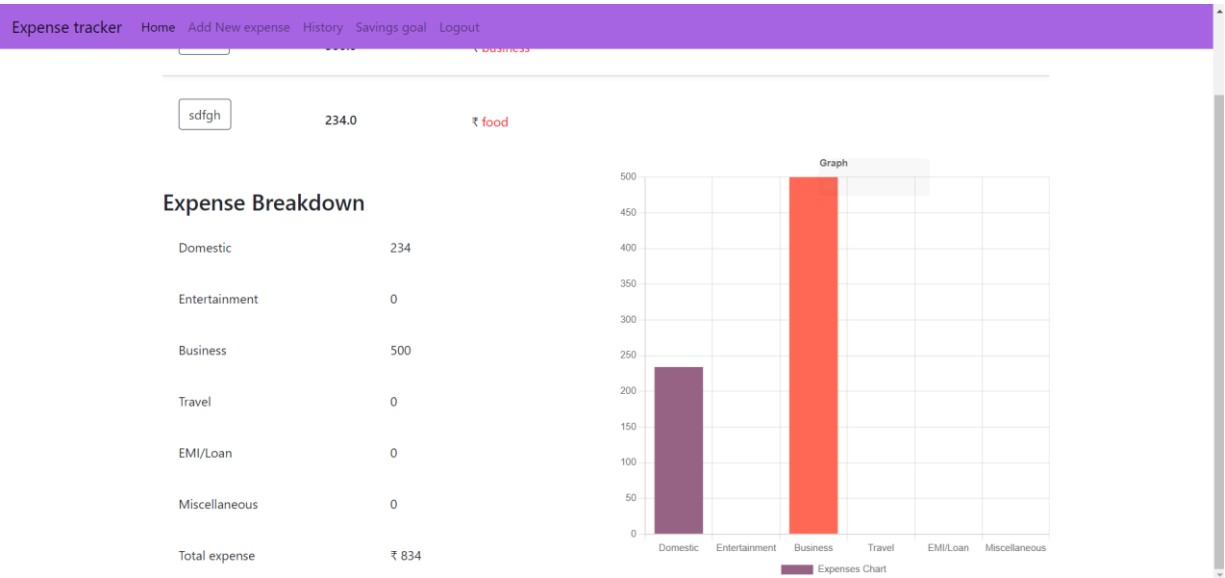 Expense tracker Home Add New expense History Savings goal Logout
₹ business
sdfgh 234.0 ₹ food
Graph
Expense Breakdown
Domestic 234
Entertainment 0
Business 500
Travel 0
EMI/Loan 0
Miscellaneous 0
Total expense ₹ 834
500
450
400
350
300
250
200
150
100
50
0
Domestic Entertainment Business Travel EMI/Loan Miscellaneous
Expenses Chart